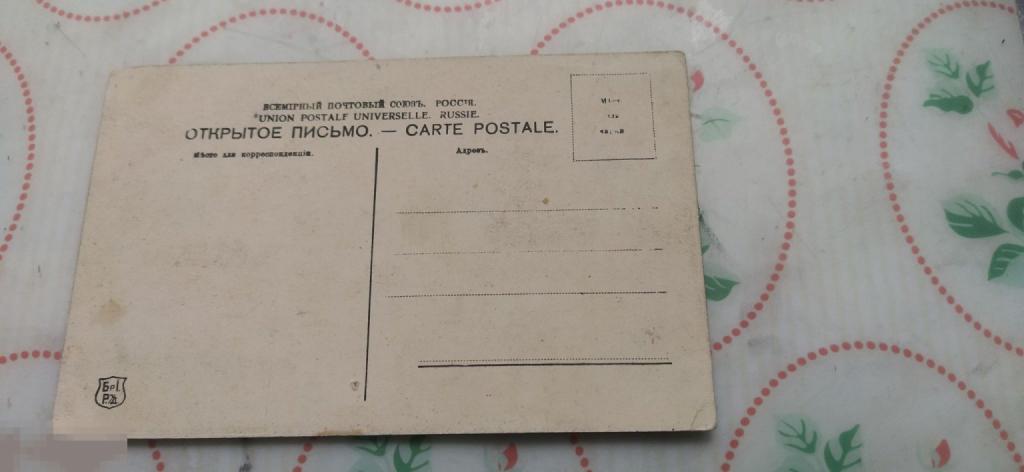 ВСЕМІРНЫЙ ПОЧТОВЫЙ СОЮЗЪ. РОССІЯ.
UNION POSTALE UNIVERSELLE. RUSSIE.
ОТКРЫТОЕ ПИСЬМО. — CARTE POSTALE.
Мѣсто для корреспонденціи.
Адресъ.